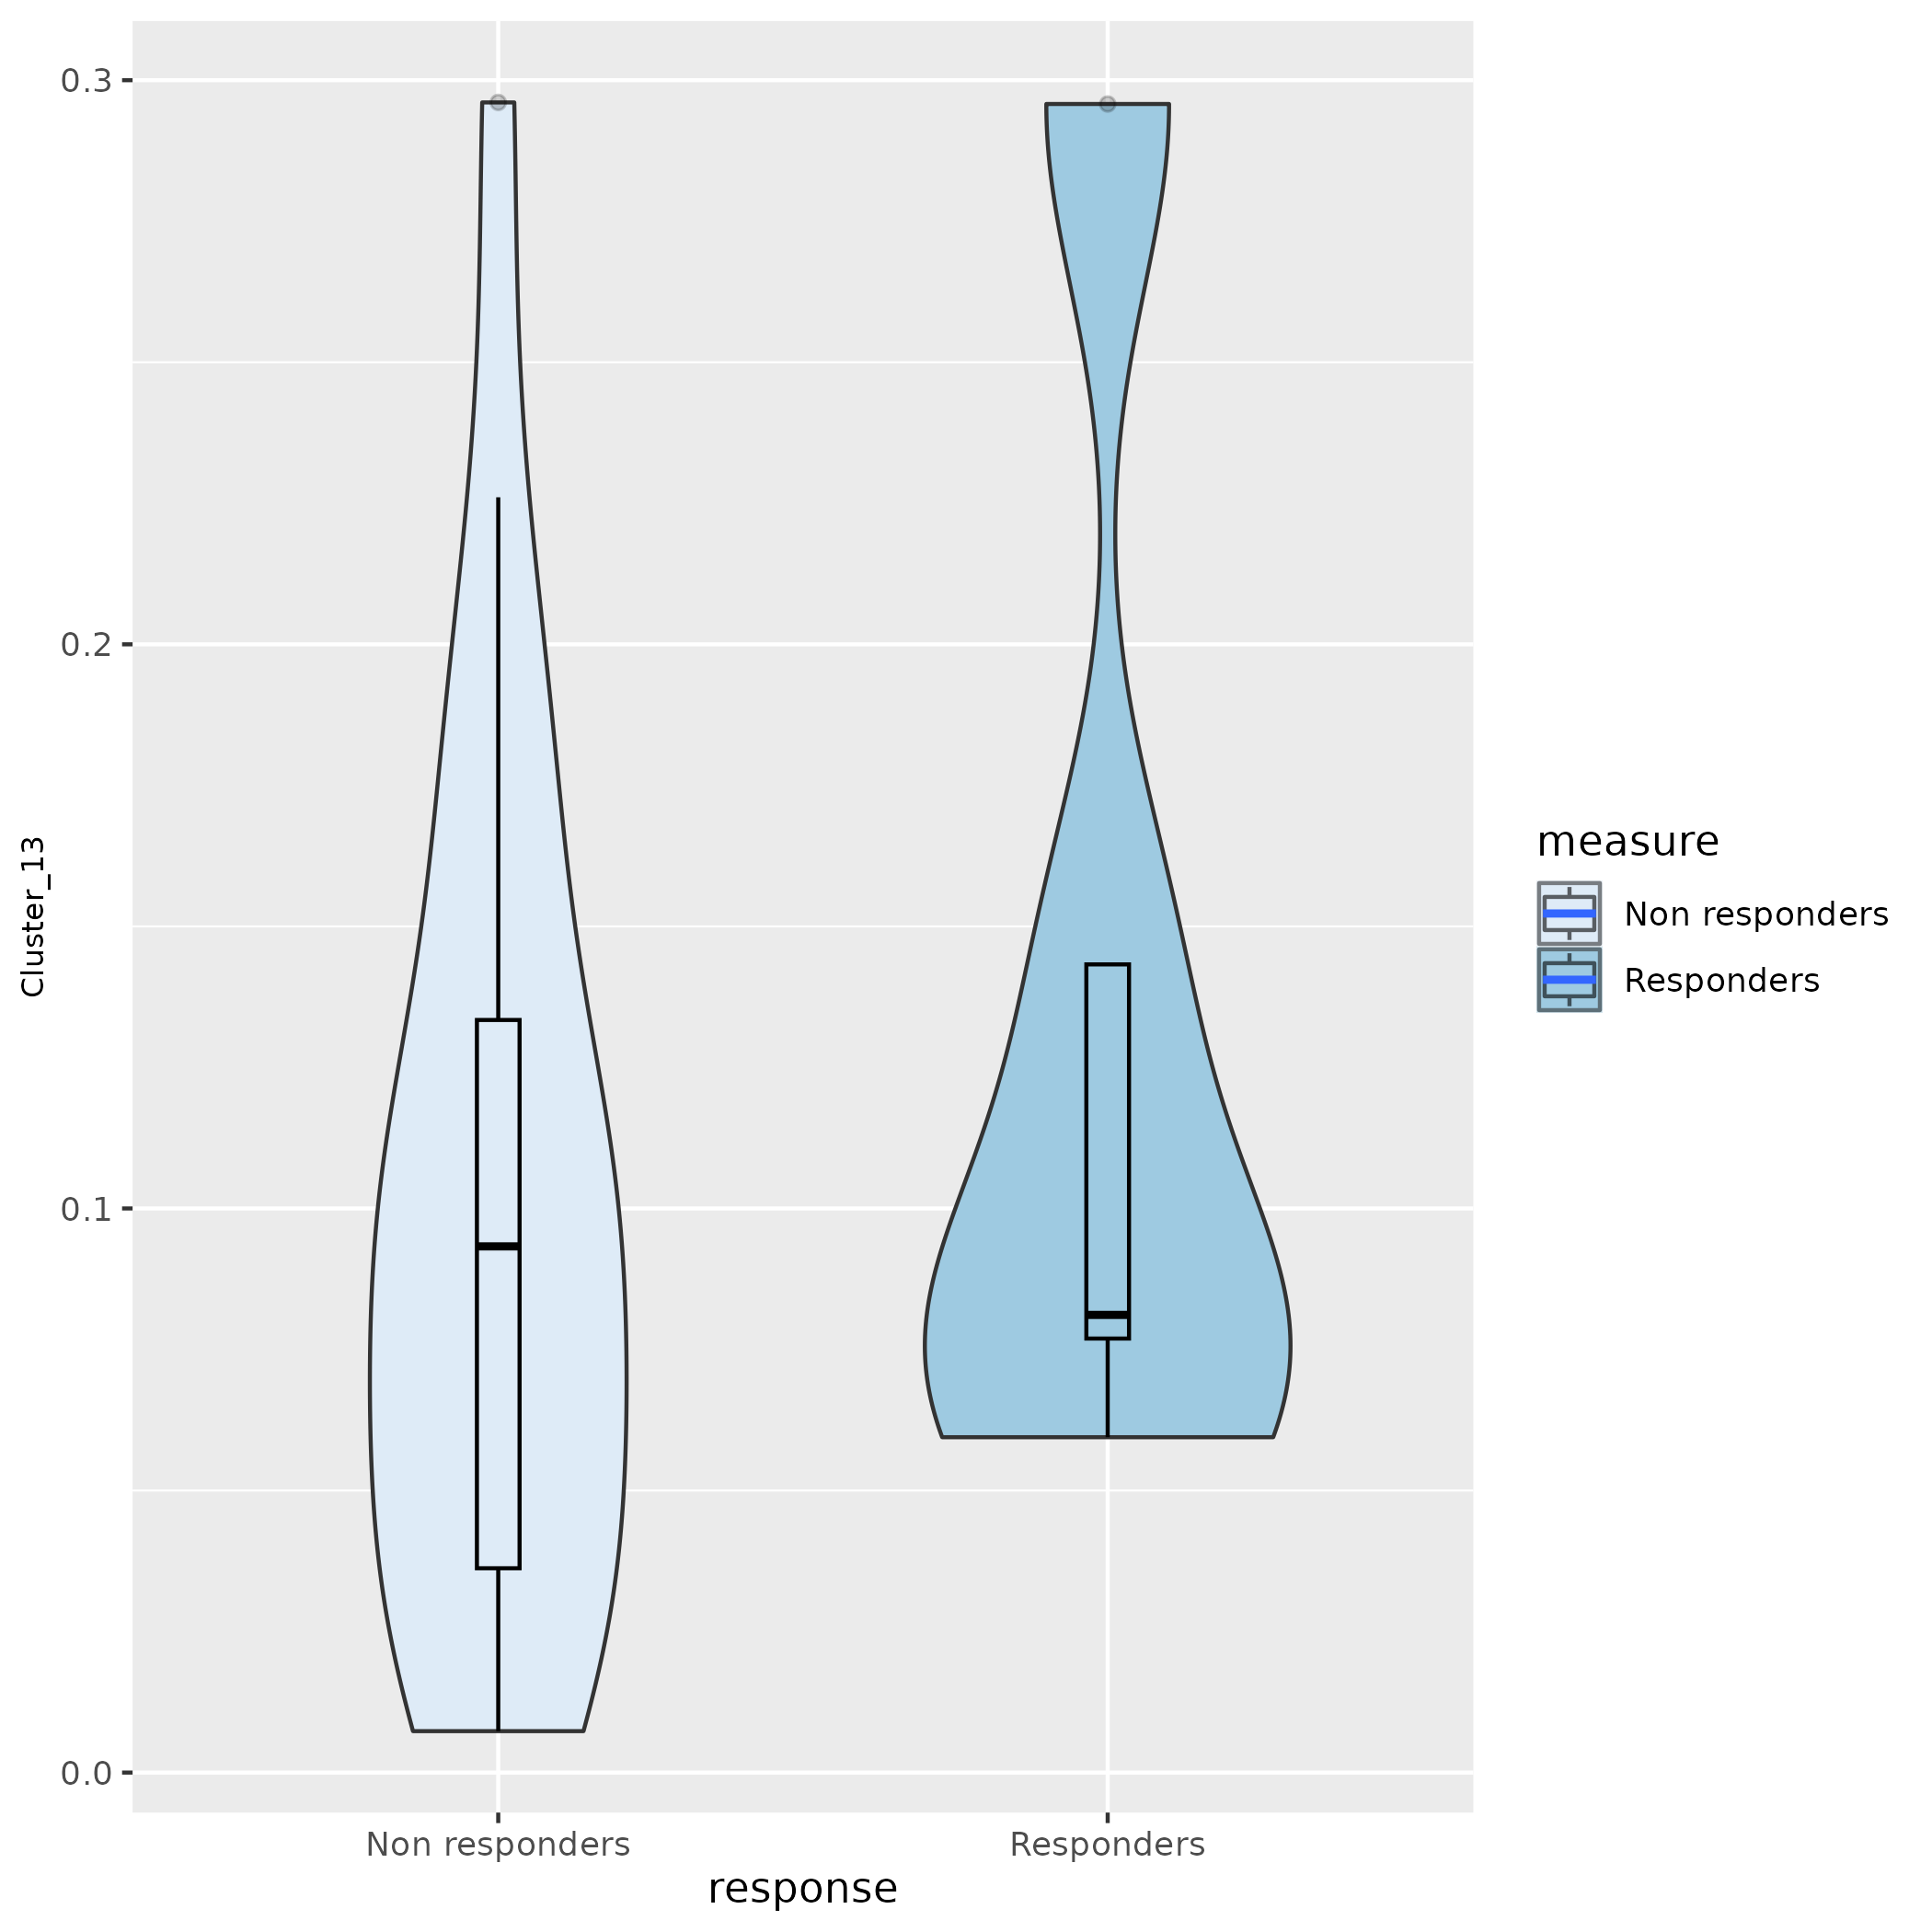 0.3
0.2
0.1
0.0
Cluster_13
Non responders
Responders
response
measure
Non responders
Responders